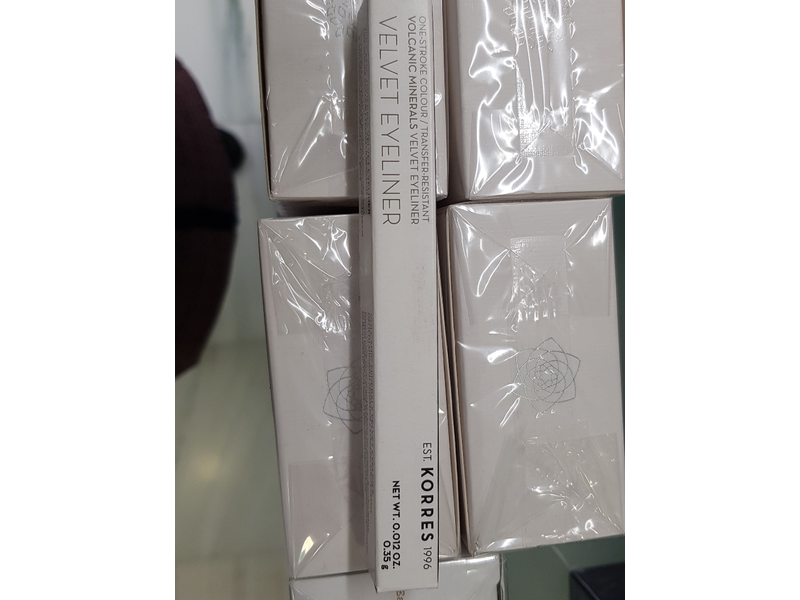 ONE-STROKE COLOUR / TRANSFER-RESISTANT
VOLCANIC MINERALS VELVET EYELINER
VELVET EYELINER
EST. KORRES 1996
NET WT. 0.012 OZ.
0.35 g